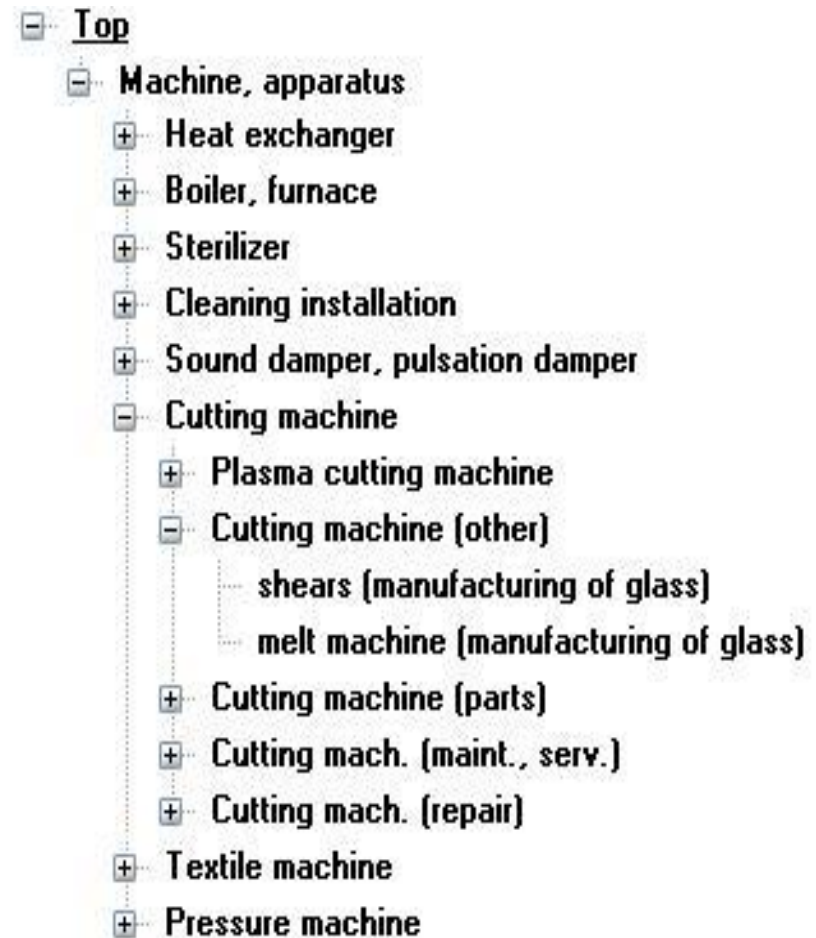 Top
Machine, apparatus
Heat exchanger
Boiler, furnace
Sterilizer
Cleaning installation
Sound damper, pulsation damper
Cutting machine
Plasma cutting machine
Cutting machine (other)
shears (manufacturing of glass)
melt machine (manufacturing of glass)
Cutting machine (parts)
Cutting mach. (maint., serv.)
Cutting mach. (repair)
Textile machine
Pressure machine